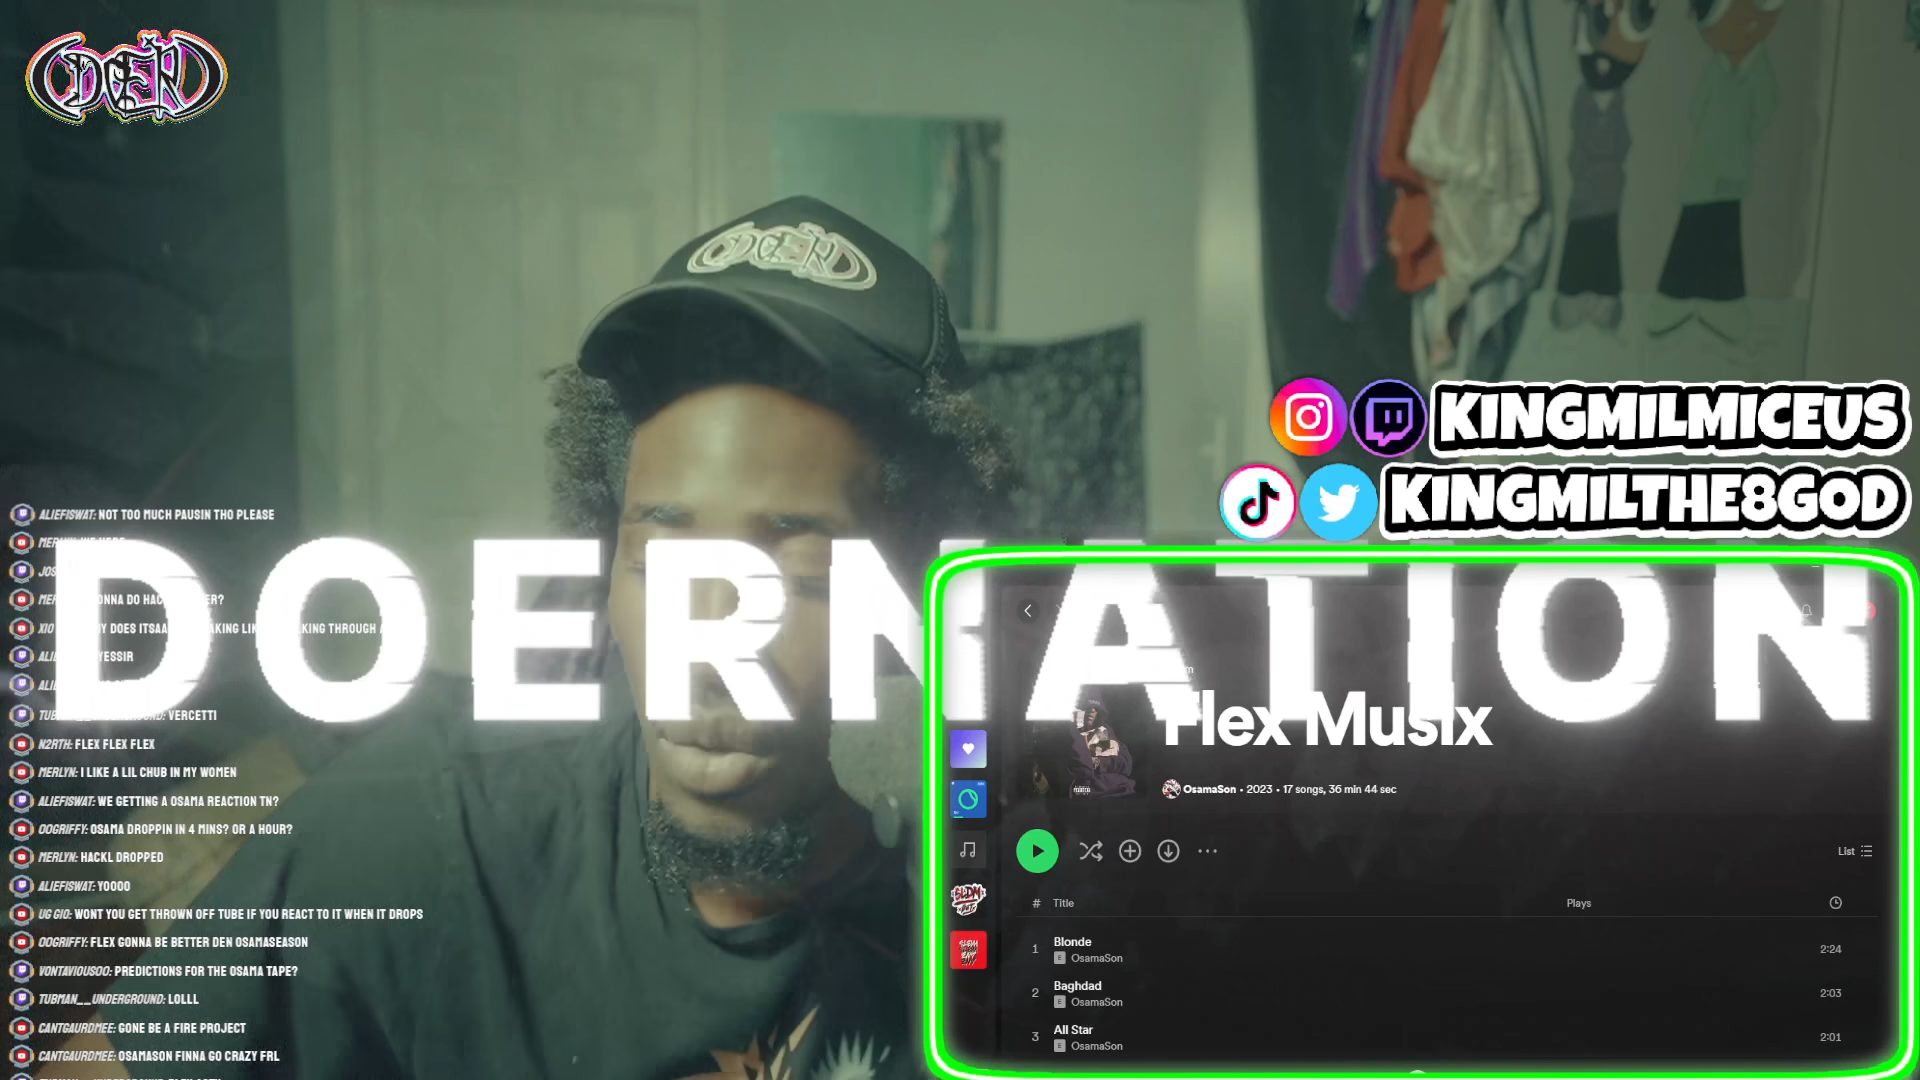 DOER
DOER
KINGMILMICEUS
KINGMILTHE8GOD
DOERNATION
ALIEFISWAT: NOT TOO MUCH PAUSIN THO PLEASE
YESSIR
VERCETTI
N2RTH: FLEX FLEX FLEX
MERLYN: I LIKE A LIL CHUB IN MY WOMEN
ALIEFISWAT: WE GETTING A OSAMA REACTION TN?
OOGRIFFY: OSAMA DROPPIN IN 4 MINS? OR A HOUR?
MERLYN: HACKL DROPPED
ALIEFISWAT: YOOOO
UG GIO: WONT YOU GET THROWN OFF TUBE IF YOU REACT TO IT WHEN IT DROPS
OOGRIFFY: FLEX GONNA BE BETTER DEN OSAMASEASON
VONTAVIOUSOO: PREDICTIONS FOR THE OSAMA TAPE?
TUBMAN__UNDERGROUND: LOLLL
CANTGAURDMEE: GONE BE A FIRE PROJECT
CANTGAURDMEE: OSAMASON FINNA GO CRAZY FRL
Flex Musix
OsamaSon • 2023 • 17 songs, 36 min 44 sec
List
# Title Plays
1 Blonde 2:24
E OsamaSon
2 Baghdad 2:03
E OsamaSon
3 All Star 2:01
E OsamaSon